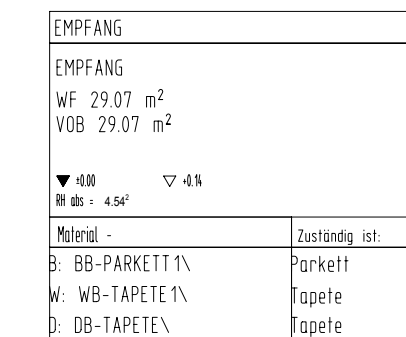 EMPFANG
EMPFANG
WF 29.07 m²
VOB 29.07 m²
▼ ±0.00 ▽ +0.14
RH abs = 4.54²
Material - Zuständig ist:
B: BB-PARKETT1\ Parkett
W: WB-TAPETE1\ Tapete
D: DB-TAPETE\ Tapete